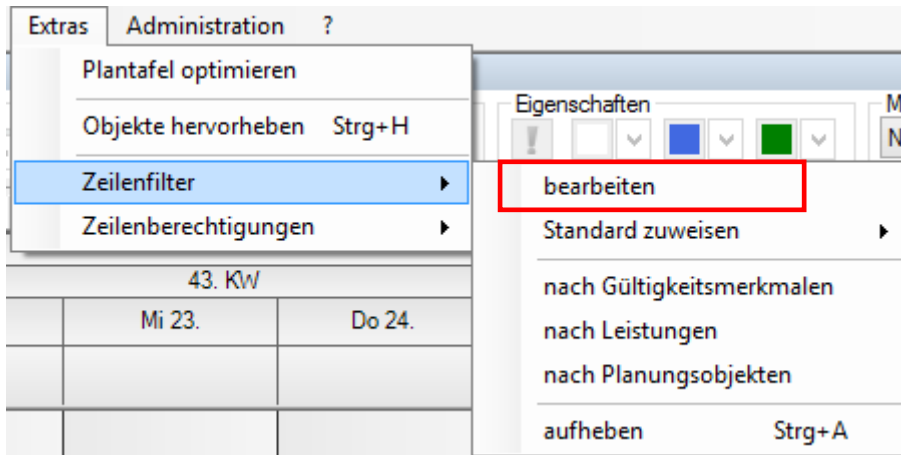 Extras Administration ?
Plantafel optimieren
Objekte hervorheben Strg+H
Zeilenfilter
Zeilenberechtigungen
Eigenschaften
M
N
bearbeiten
Standard zuweisen
nach Gültigkeitsmerkmalen
nach Leistungen
nach Planungsobjekten
aufheben Strg+A
43. KW
Mi 23. Do 24.